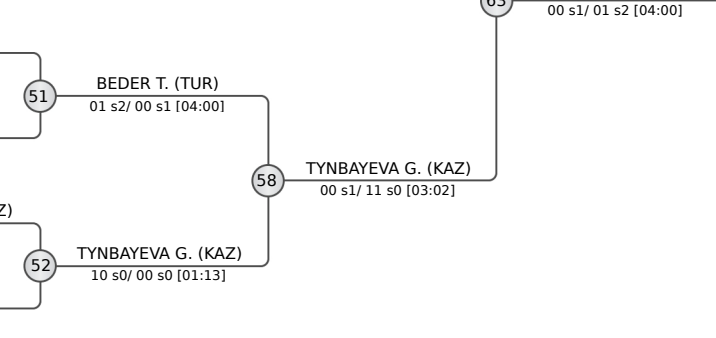 63
00 s1/ 01 s2 [04:00]
BEDER T. (TUR)
51
01 s2/ 00 s1 [04:00]
TYNBAYEVA G. (KAZ)
58
00 s1/ 11 s0 [03:02]
Z)
TYNBAYEVA G. (KAZ)
52
10 s0/ 00 s0 [01:13]